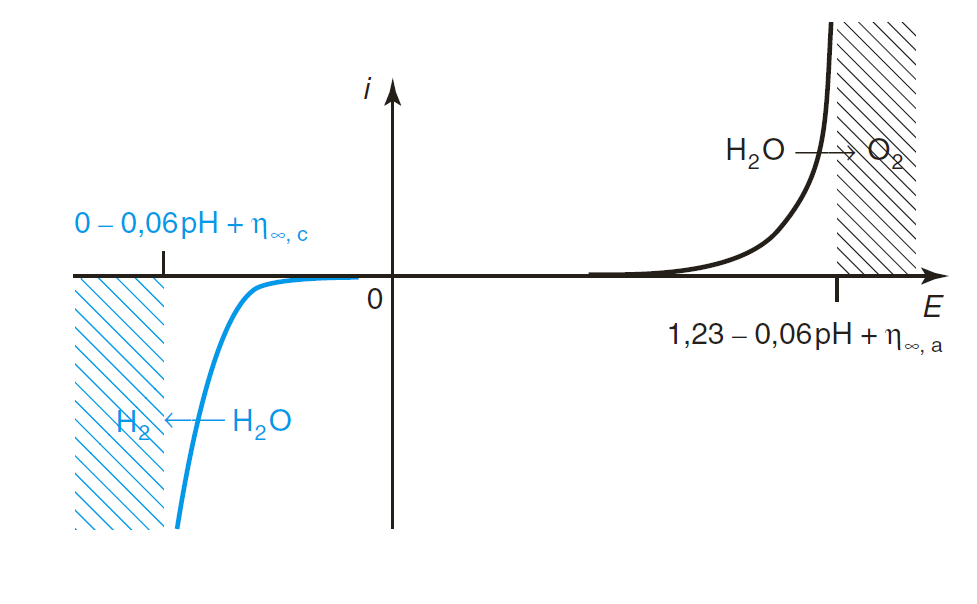 i
H₂O → O₂
0 – 0,06pH + η∞, c
0
E
1,23 – 0,06pH + η∞, a
H₂ ← H₂O